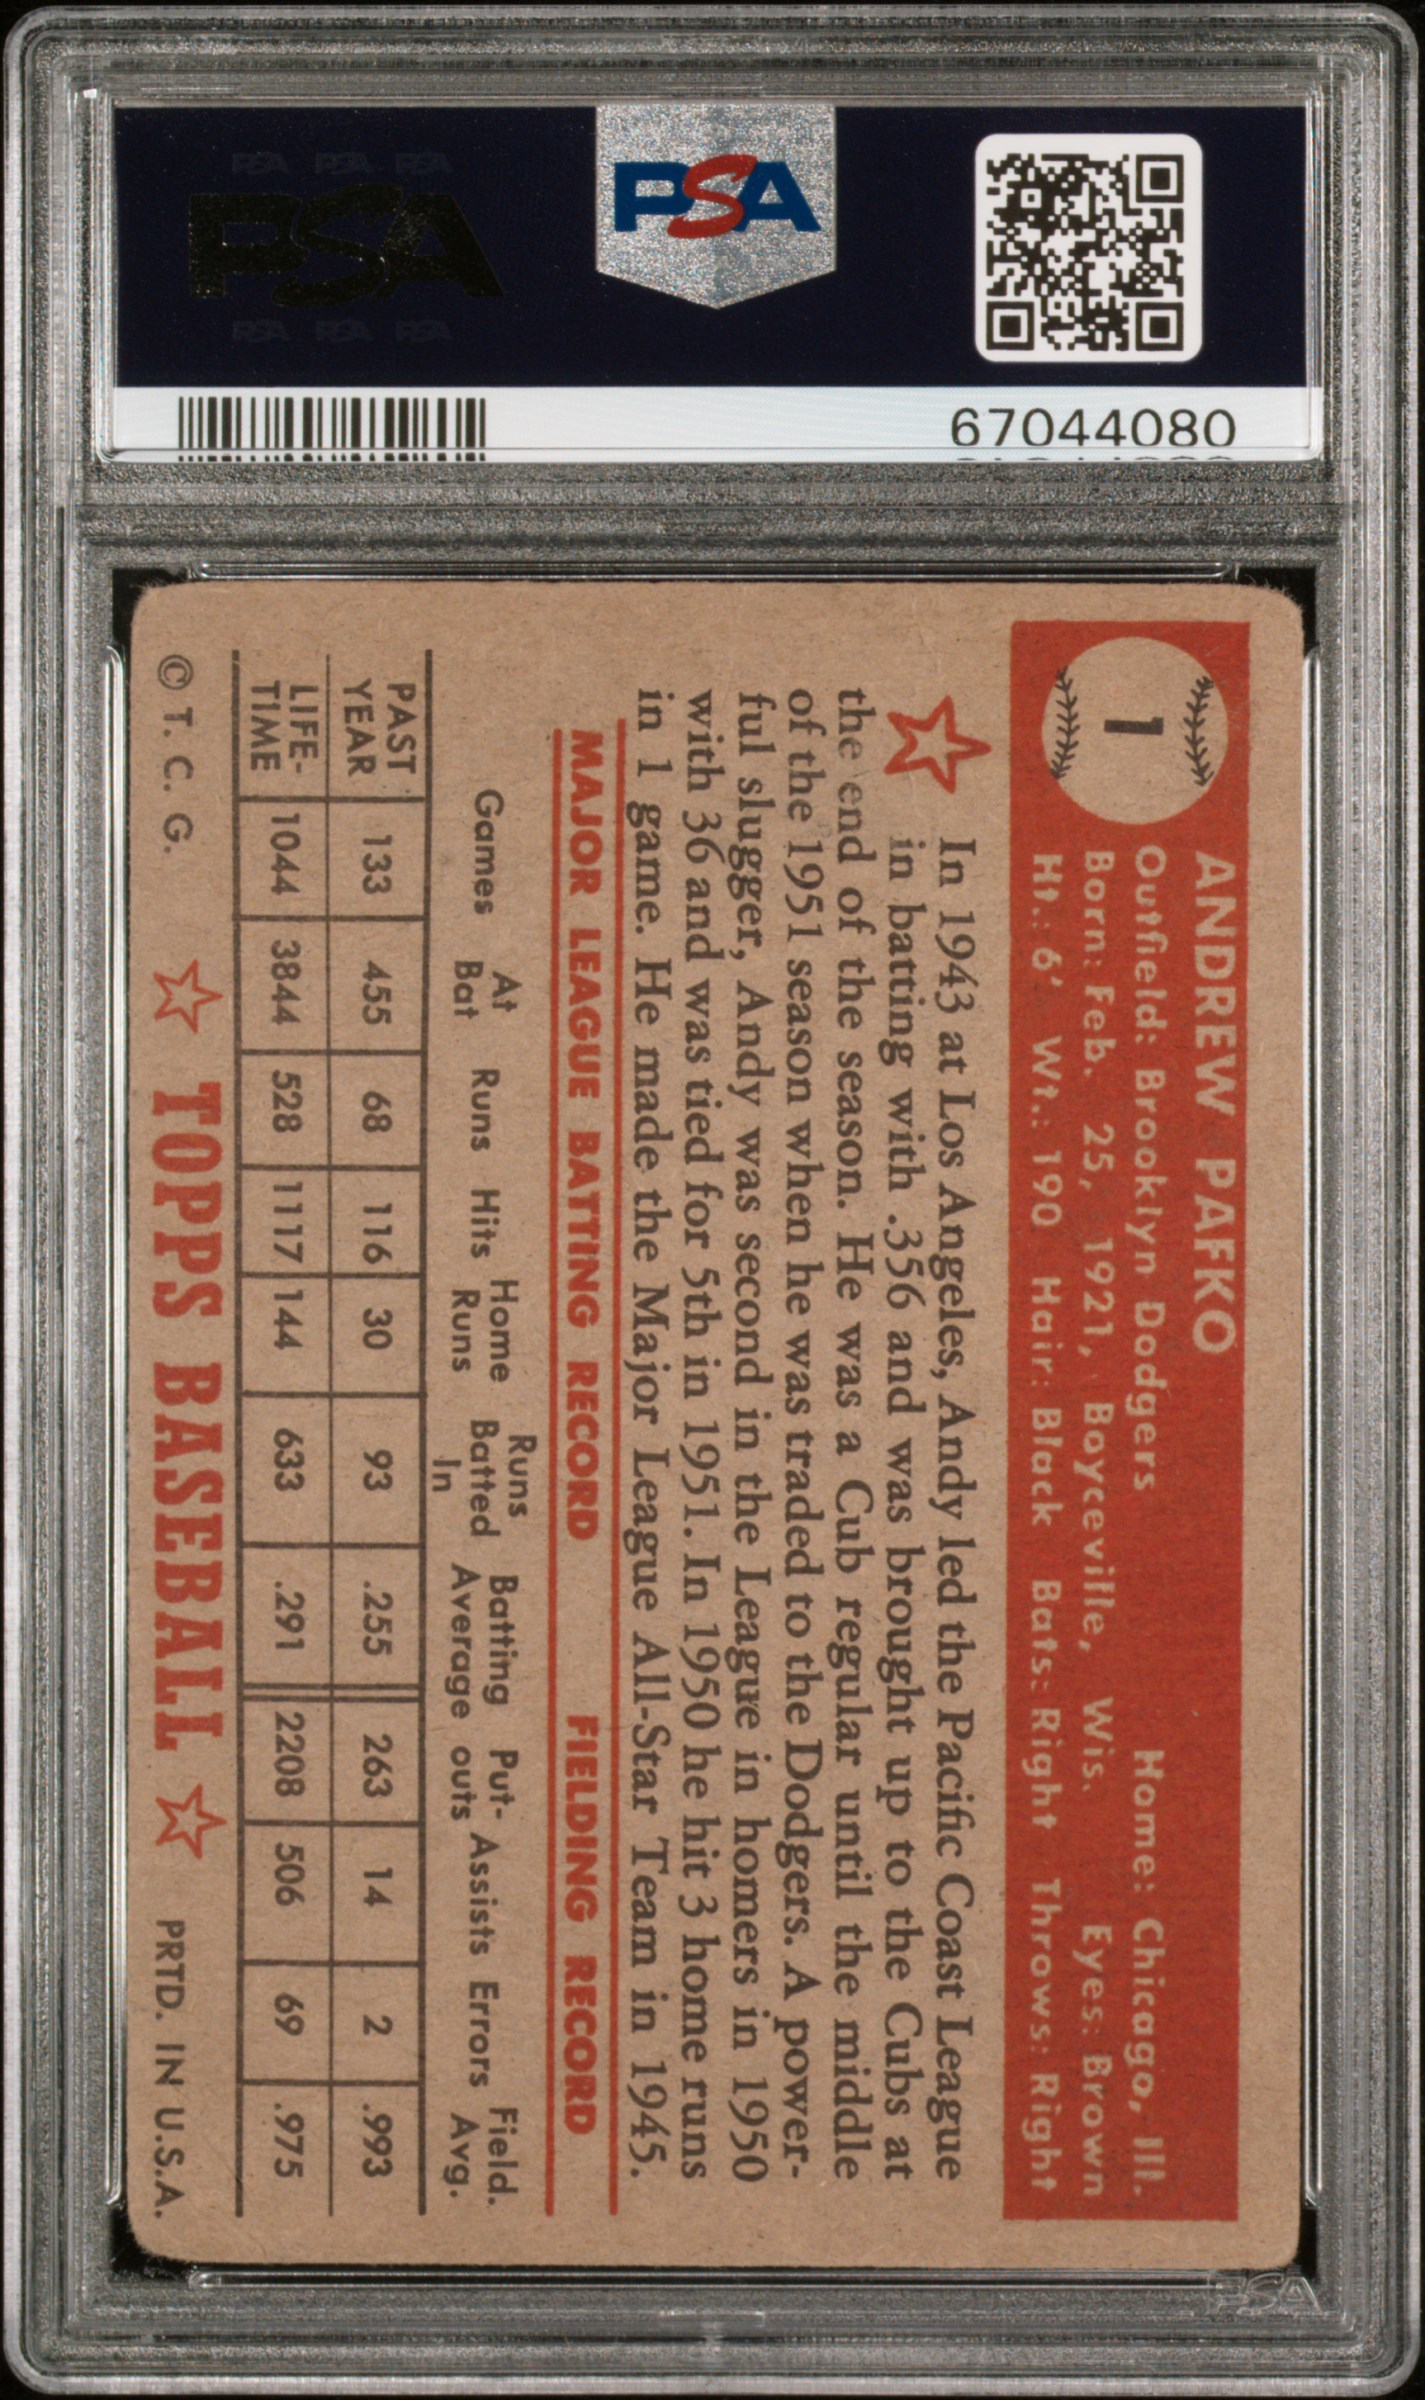 PSA PSA PSA
PSA
PSA PSA PSA
PSA
67044080
1
ANDREW PAFKO
Outfield: Brooklyn Dodgers Home: Chicago, Ill.
Born: Feb. 25, 1921, Boyceville, Wis. Eyes: Brown
Ht.: 6' Wt.: 190 Hair: Black Bats: Right Throws: Right
In 1943 at Los Angeles, Andy led the Pacific Coast League
in batting with .356 and was brought up to the Cubs at
the end of the season. He was a Cub regular until the middle
of the 1951 season when he was traded to the Dodgers. A power-
ful slugger, Andy was second in the League in homers in 1950
with 36 and was tied for 5th in 1951. In 1950 he hit 3 home runs
in 1 game. He made the Major League All-Star Team in 1945.
MAJOR LEAGUE BATTING RECORD FIELDING RECORD
Games At Bat Runs Hits Home Runs Runs Batted In Batting Average Put-outs Assists Errors Field. Avg.
PAST YEAR 133 455 68 116 30 93 .255 263 14 2 .993
LIFE-TIME 1044 3844 528 1117 144 633 .291 2208 506 69 .975
© T. C. G. TOPPS BASEBALL PRTD. IN U.S.A.
PSA